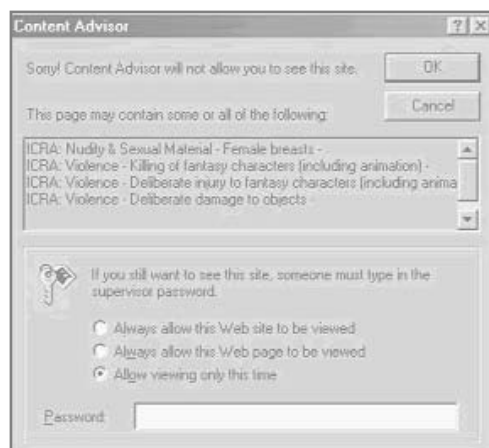 Content Advisor
Sorry! Content Advisor will not allow you to see this site.
OK
Cancel
This page may contain some or all of the following:
ICRA: Nudity & Sexual Material - Female breasts -
ICRA: Violence - Killing of fantasy characters (including animation) -
ICRA: Violence - Deliberate injury to fantasy characters (including anima
ICRA: Violence - Deliberate damage to objects -
If you still want to see this site, someone must type in the
supervisor password.
Always allow this Web site to be viewed
Always allow this Web page to be viewed
Allow viewing only this time
Password: